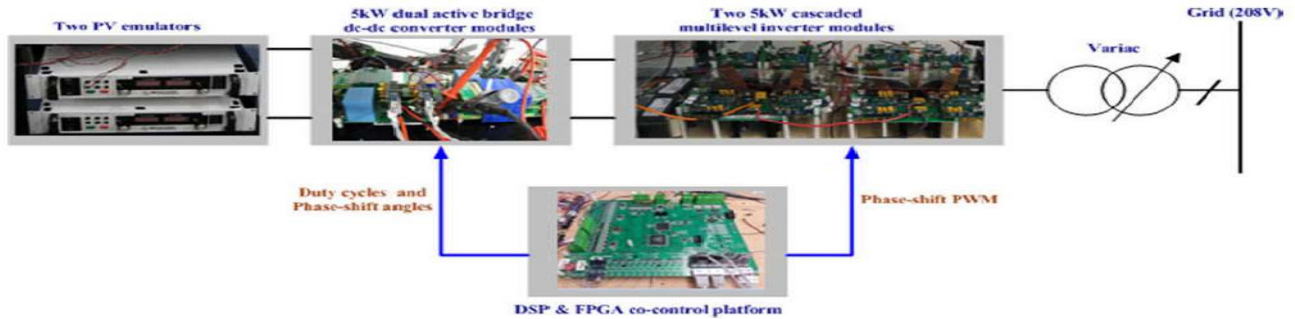 Two PV emulators
5kW dual active bridge
dc-dc converter modules
Two 5kW cascaded
multilevel inverter modules
Grid (208V)
Variac
Duty cycles and
Phase-shift angles
Phase-shift PWM
DSP & FPGA co-control platform